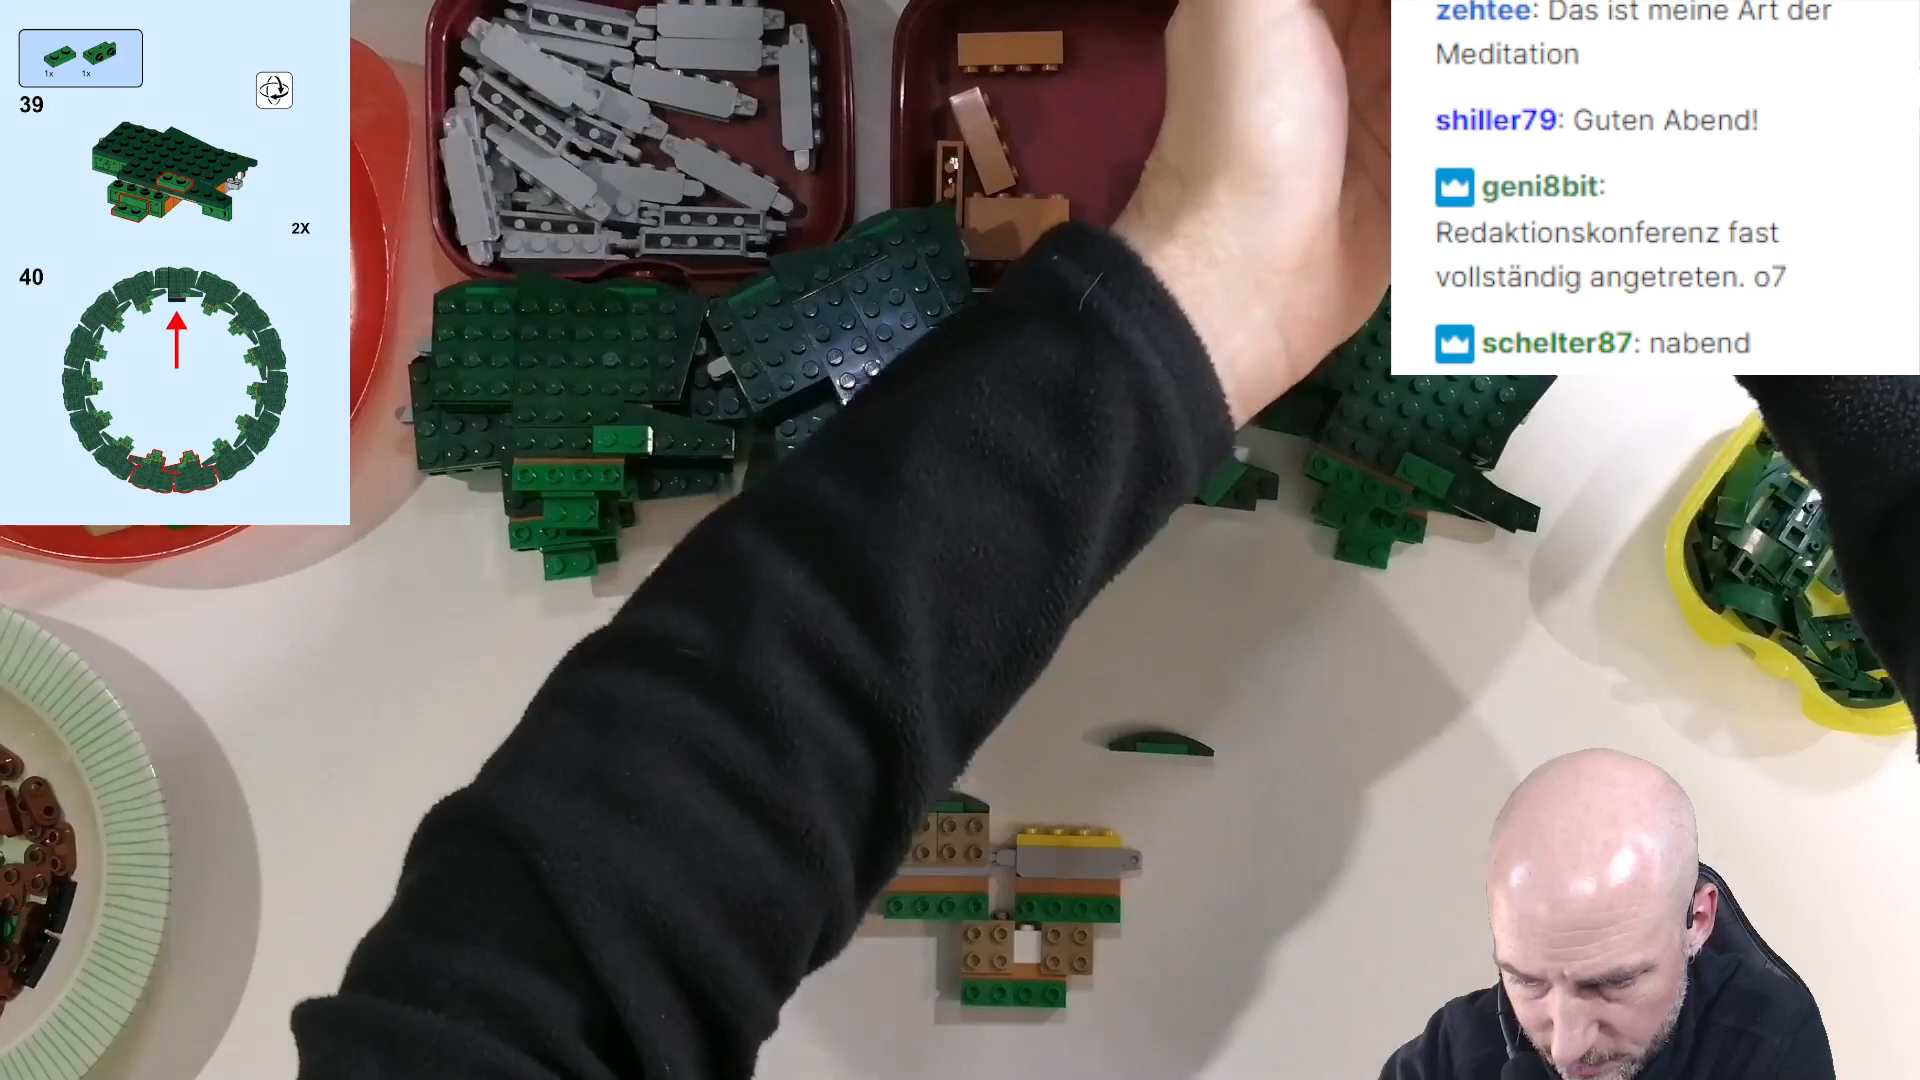 1x 1x
39
2X
40
zehtee: Das ist meine Art der
Meditation
shiller79: Guten Abend!
geni8bit:
Redaktionskonferenz fast
vollständig angetreten. o7
schelter87: nabend